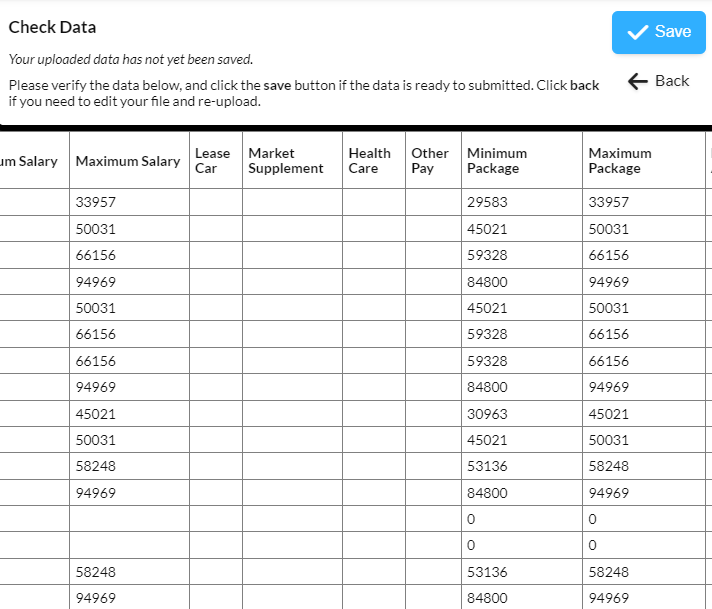 Check Data
Save
Your uploaded data has not yet been saved.
Please verify the data below, and click the save button if the data is ready to submitted. Click back
if you need to edit your file and re-upload.
Back
um Salary Maximum Salary Lease Car Market Supplement Health Care Other Pay Minimum Package Maximum Package
33957 29583 33957
50031 45021 50031
66156 59328 66156
94969 84800 94969
50031 45021 50031
66156 59328 66156
66156 59328 66156
94969 84800 94969
45021 30963 45021
50031 45021 50031
58248 53136 58248
94969 84800 94969
0 0
0 0
58248 53136 58248
94969 84800 94969